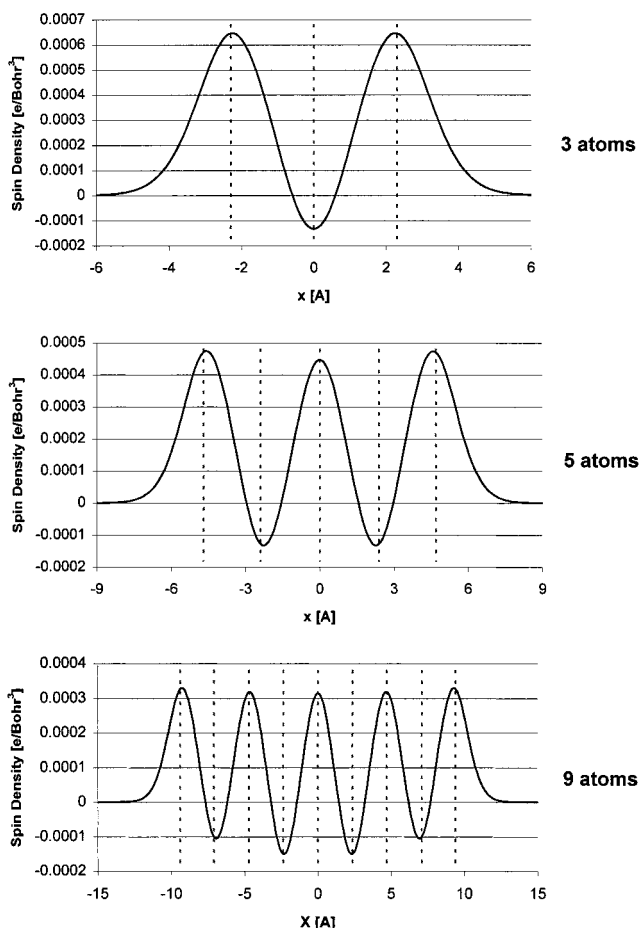 0.0007
0.0006
0.0005
0.0004
0.0003
0.0002
0.0001
0
-0.0001
-0.0002
Spin Density [e/Bohr³]
-6 -4 -2 0 2 4 6
x [A]
3 atoms
0.0005
0.0004
0.0003
0.0002
0.0001
0
-0.0001
-0.0002
Spin Density [e/Bohr³]
-9 -6 -3 0 3 6 9
x [A]
5 atoms
0.0004
0.0003
0.0002
0.0001
0
-0.0001
-0.0002
Spin Density [e/Bohr³]
-15 -10 -5 0 5 10 15
X [A]
9 atoms